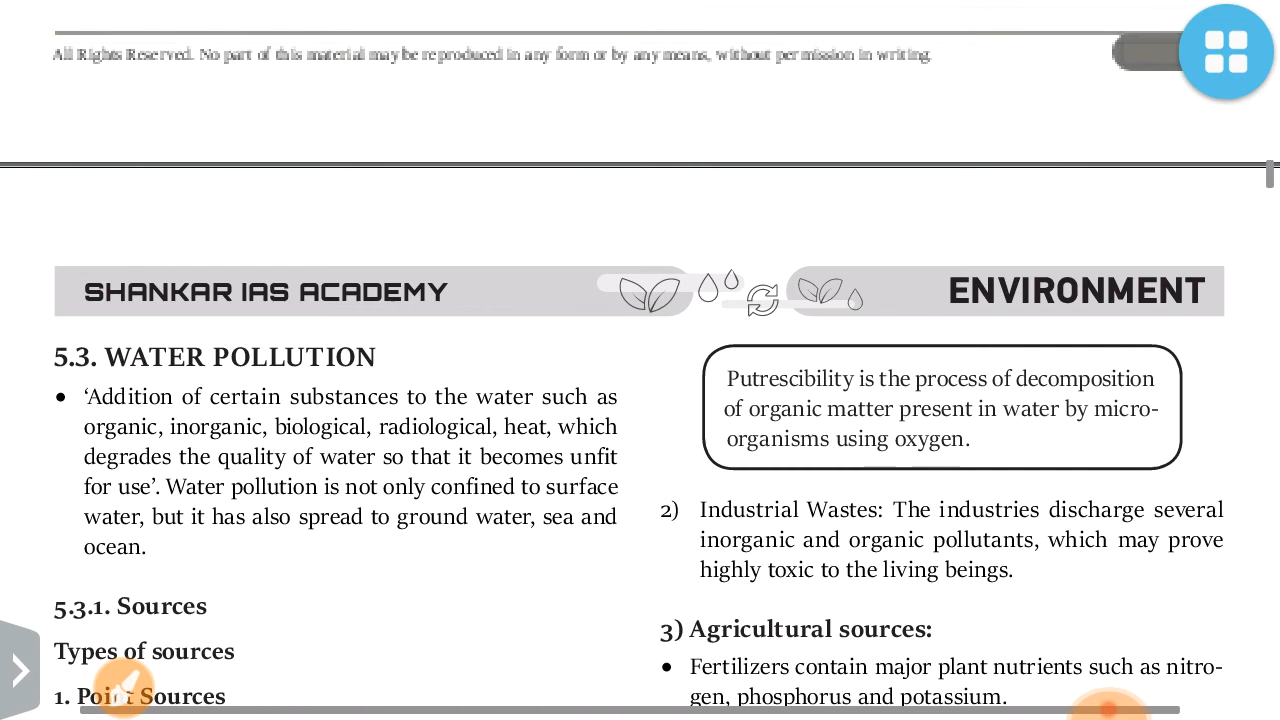 All Rights Reserved. No part of this material may be reproduced in any form or by any means, without permission in writing.
SHANKAR IAS ACADEMY
ENVIRONMENT
5.3. WATER POLLUTION
• ‘Addition of certain substances to the water such as
organic, inorganic, biological, radiological, heat, which
degrades the quality of water so that it becomes unfit
for use’. Water pollution is not only confined to surface
water, but it has also spread to ground water, sea and
ocean.
5.3.1. Sources
Types of sources
1. Point Sources
Putrescibility is the process of decomposition
of organic matter present in water by micro-
organisms using oxygen.
2) Industrial Wastes: The industries discharge several
inorganic and organic pollutants, which may prove
highly toxic to the living beings.
3) Agricultural sources:
• Fertilizers contain major plant nutrients such as nitro-
gen, phosphorus and potassium.